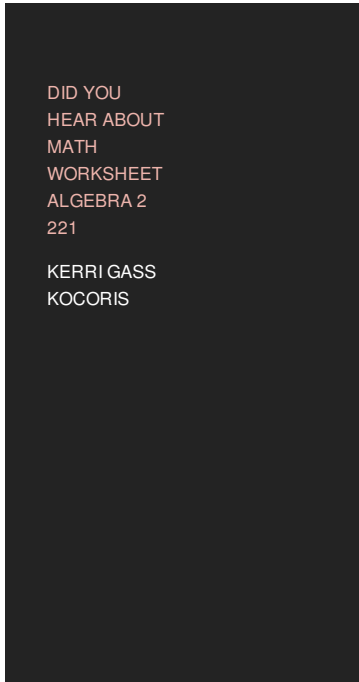 DID YOU
HEAR ABOUT
MATH
WORKSHEET
ALGEBRA 2
221
KERRI GASS
KOCORIS